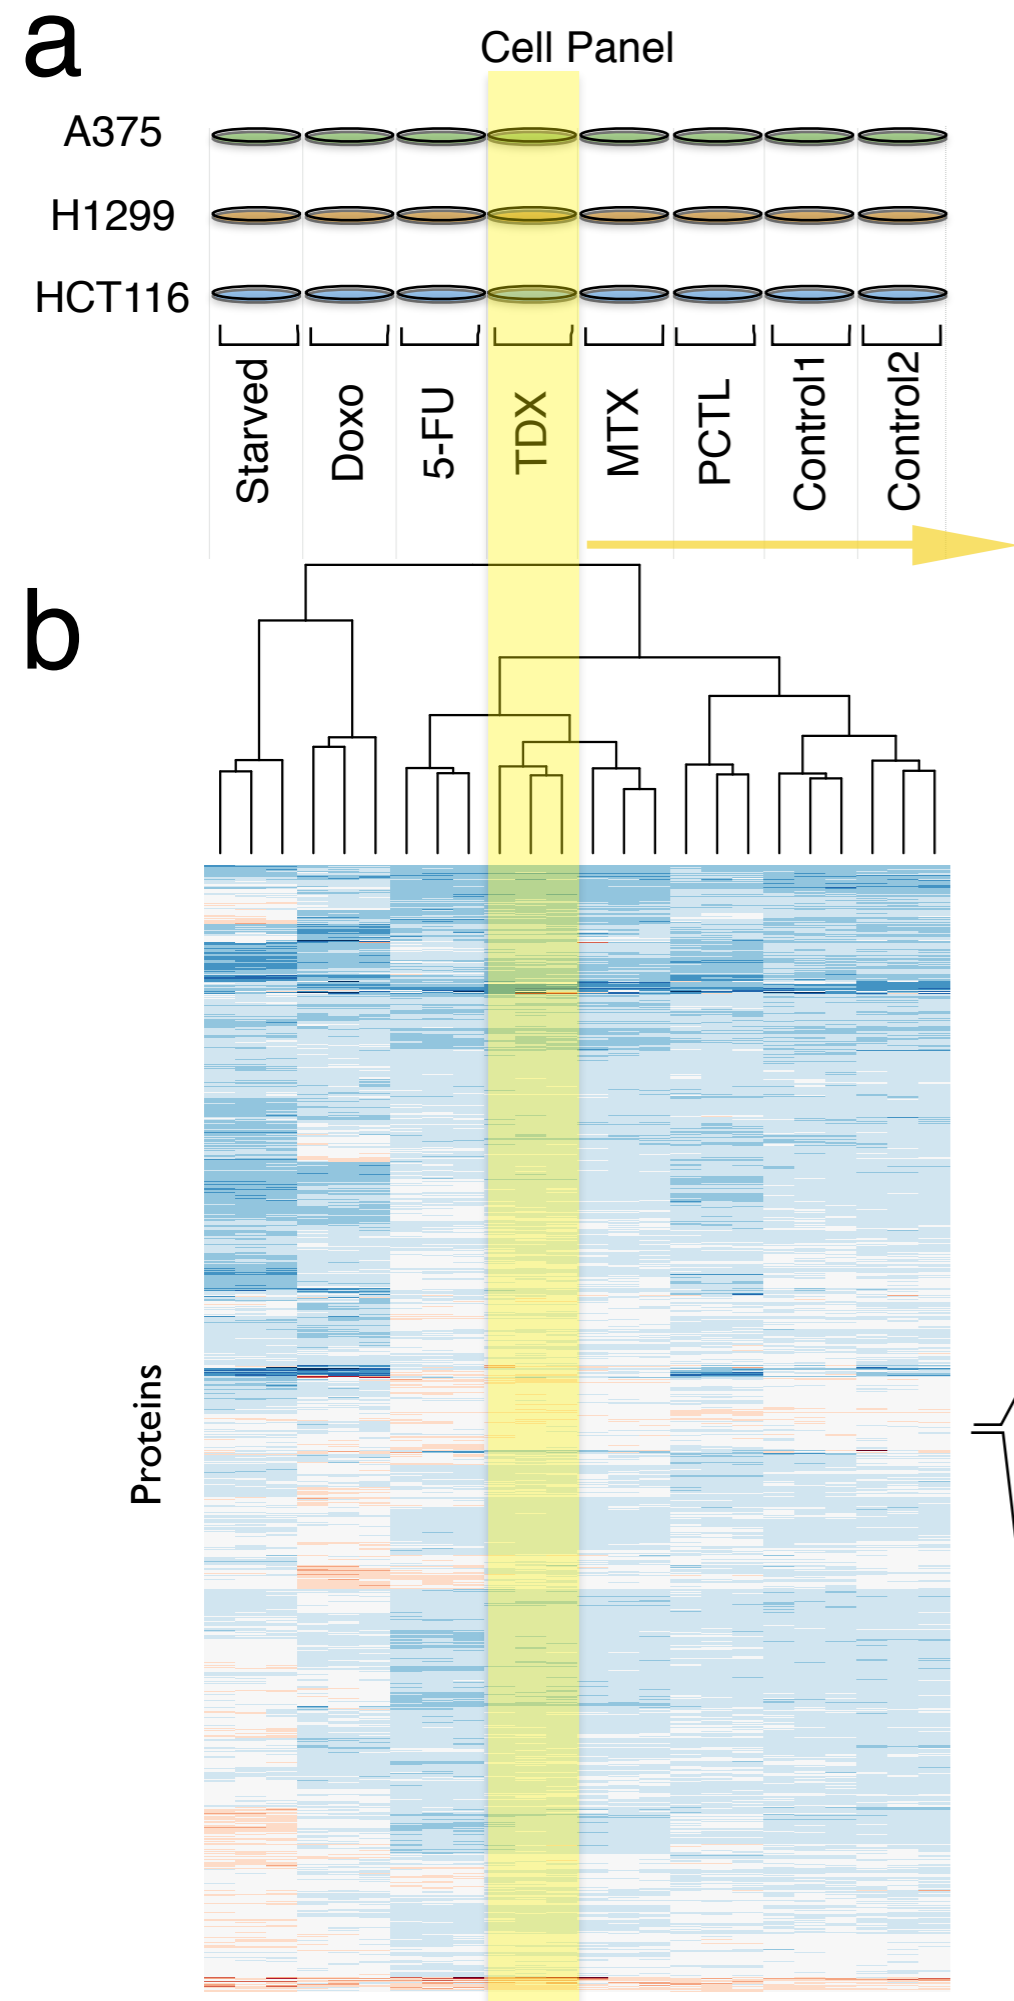 a
Cell Panel
A375
H1299
HCT116
Starved
Doxo
5-FU
TDX
MTX
PCTL
Control1
Control2
b
Proteins